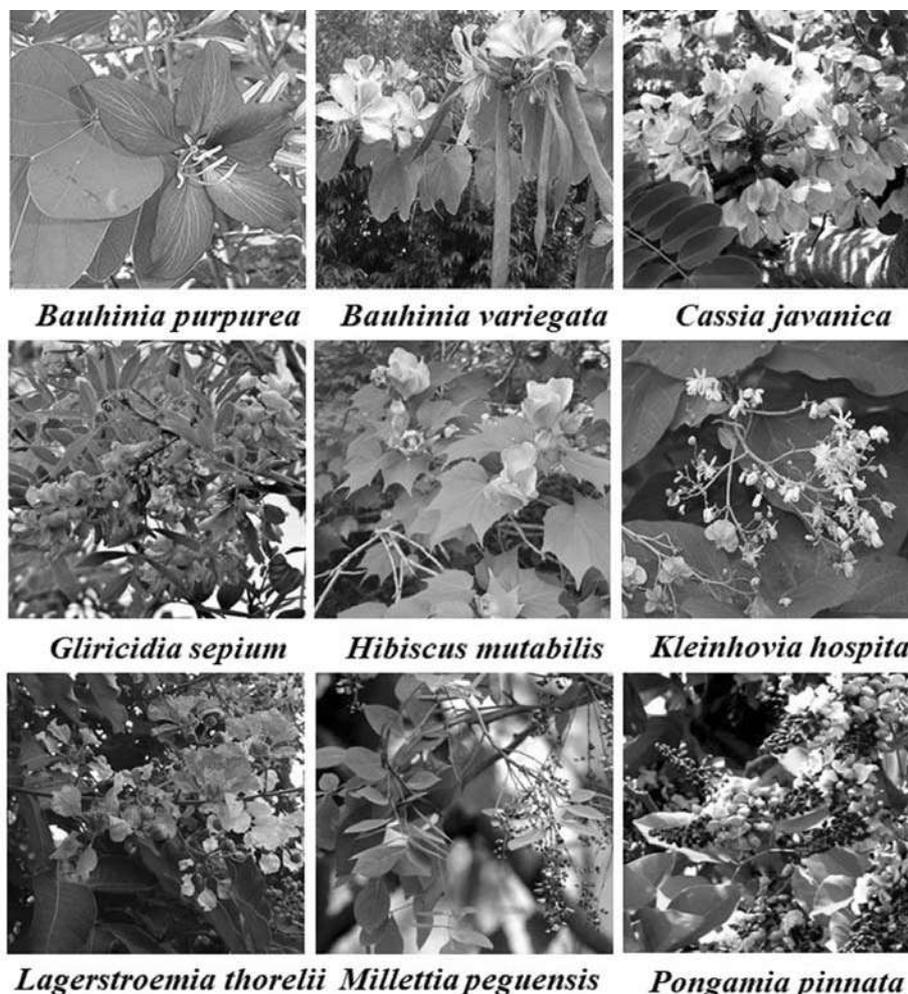 Bauhinia purpurea Bauhinia variegata Cassia javanica
Gliricidia sepium Hibiscus mutabilis Kleinhovia hospita
Lagerstroemia thorelii Millettia peguensis Pongamia pinnata